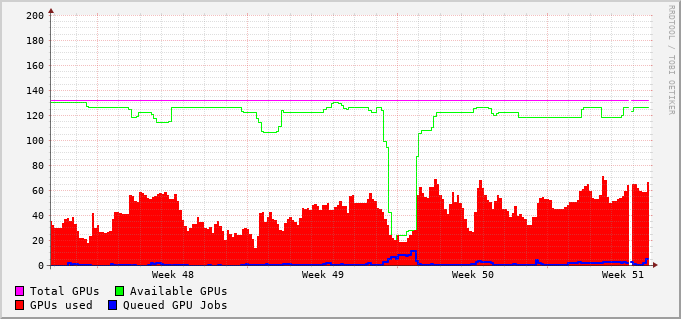 200
180
160
140
120
100
80
60
40
20
0
Week 48 Week 49 Week 50 Week 51
Total GPUs Available GPUs
GPUs used Queued GPU Jobs
RRDTOOL / TOBI OETIKER